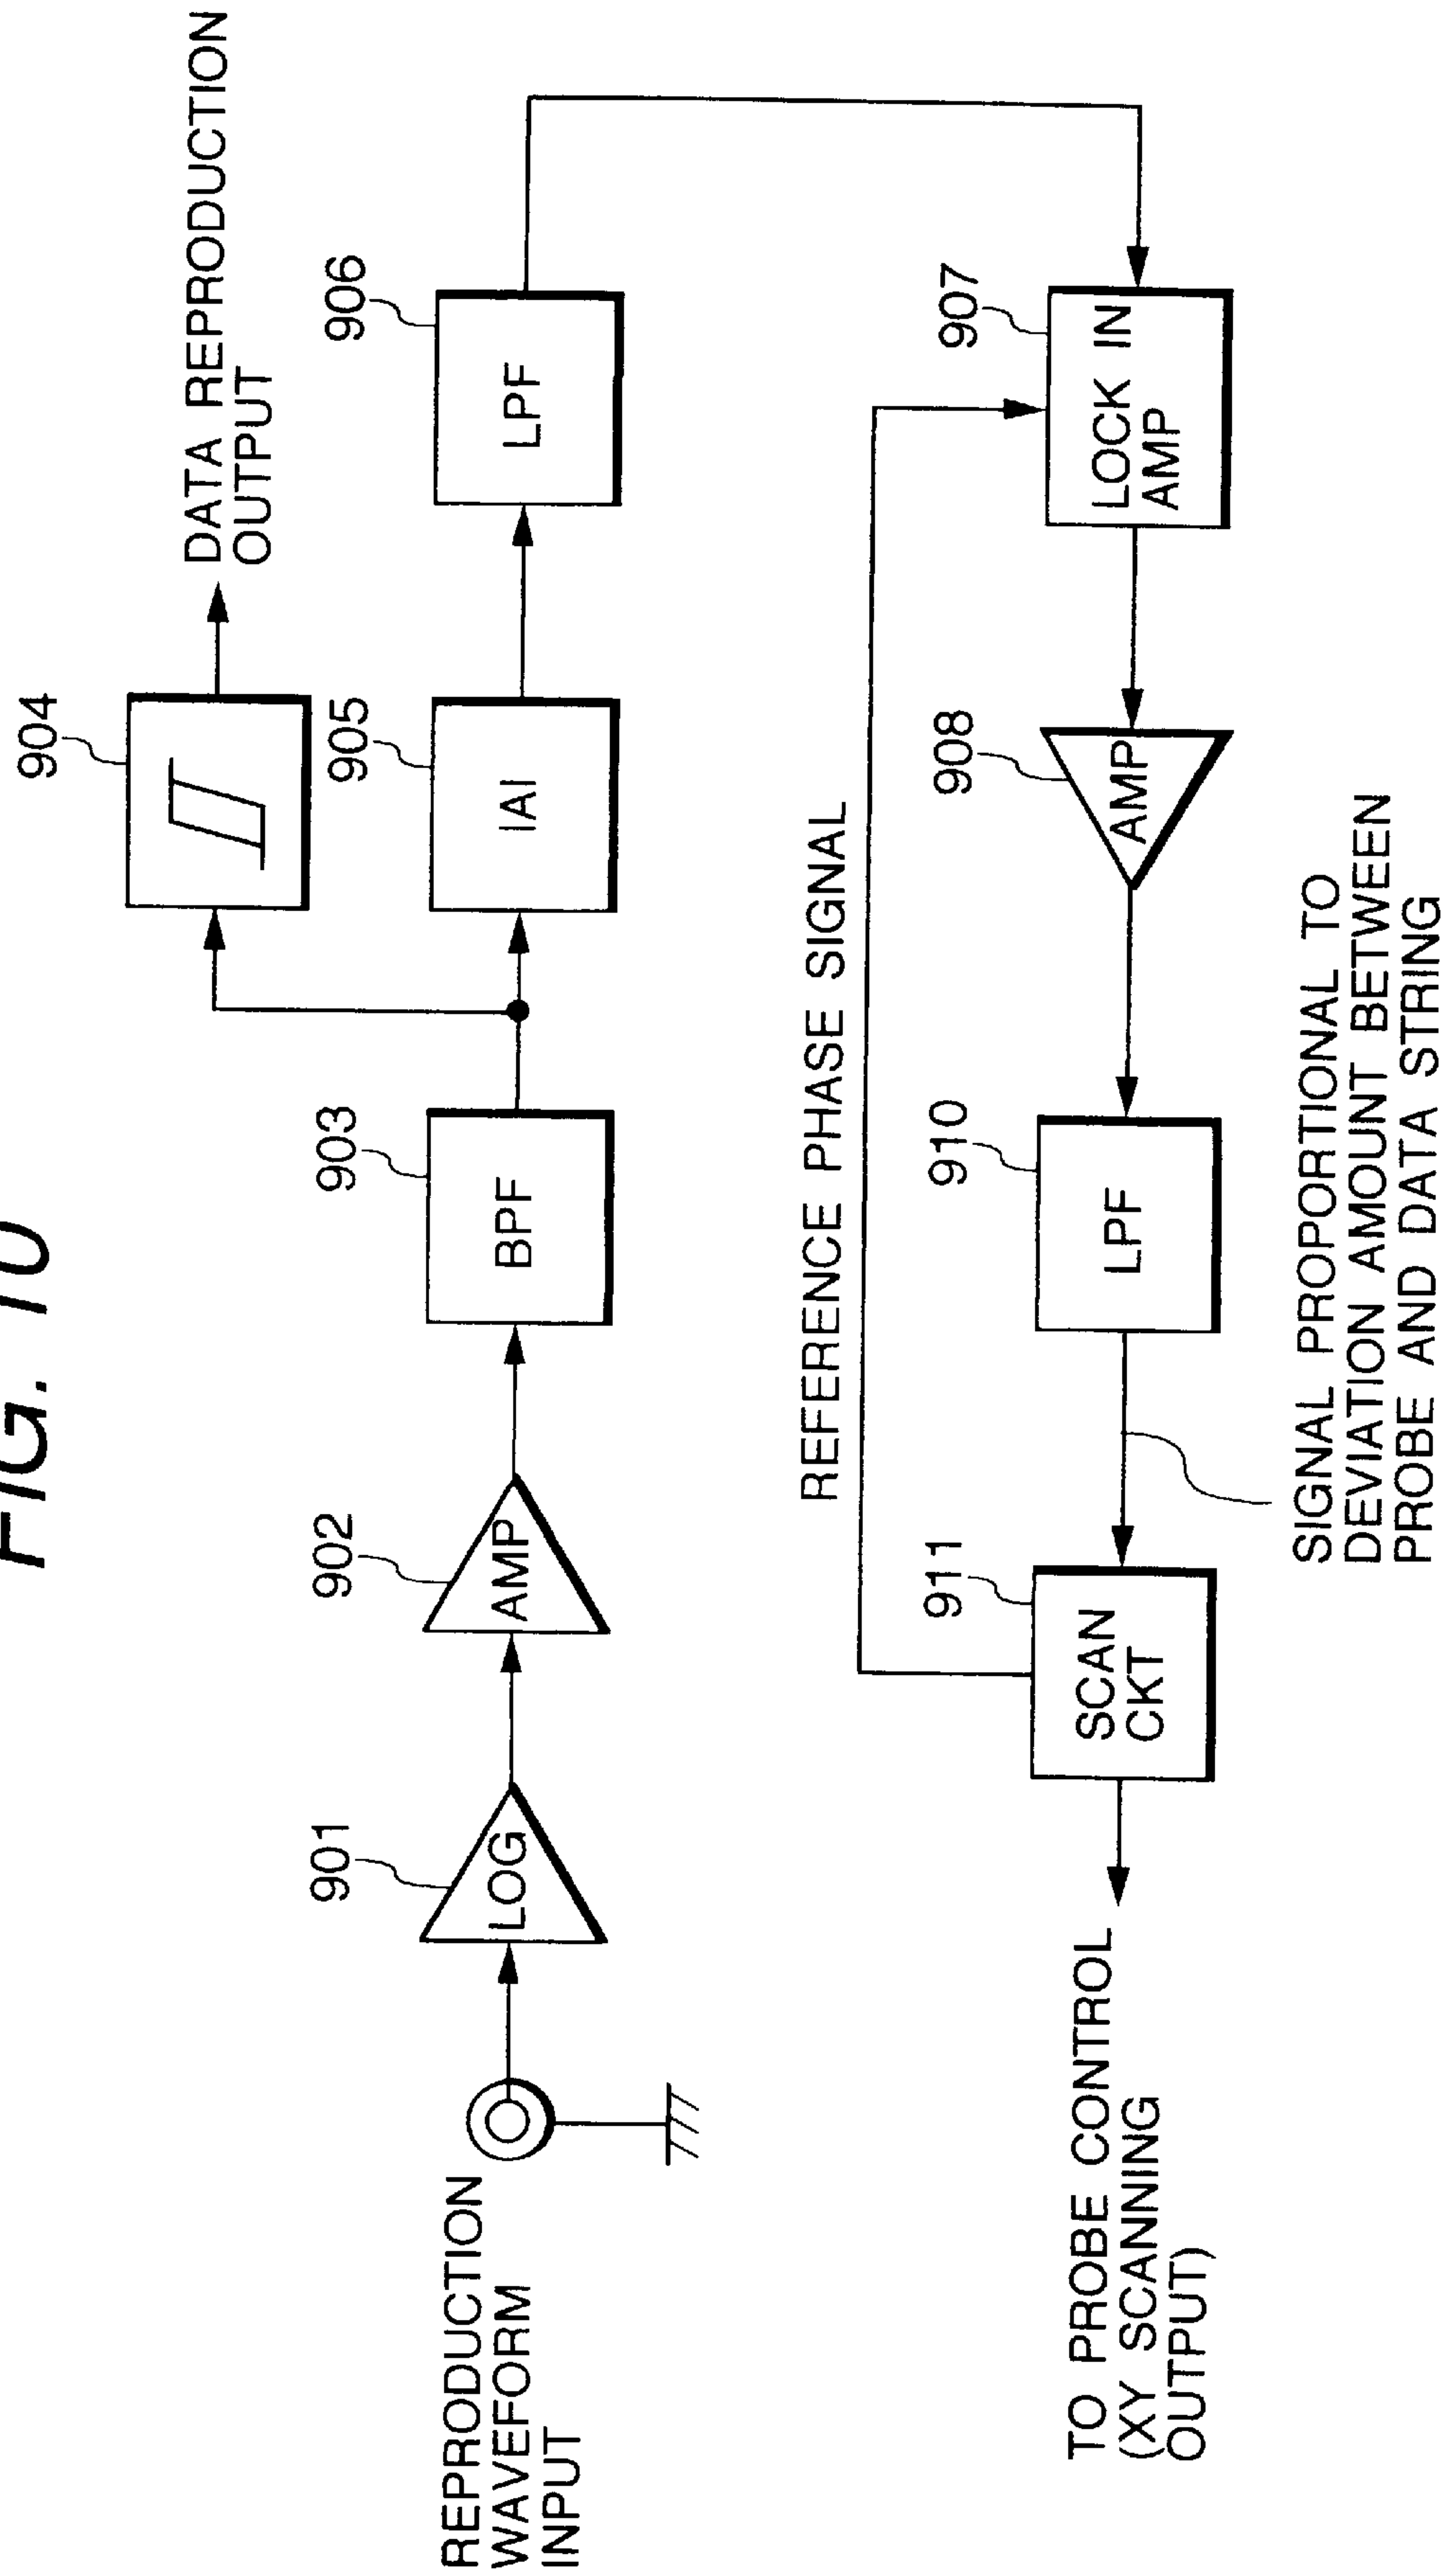 FIG. 10
904
DATA REPRODUCTION
OUTPUT
REPRODUCTION
WAVEFORM
INPUT
901
LOG
902
AMP
903
BPF
905
IAI
906
LPF
REFERENCE PHASE SIGNAL
TO PROBE CONTROL
(XY SCANNING
OUTPUT)
911
SCAN
CKT
910
LPF
908
AMP
907
LOCK IN
AMP
SIGNAL PROPORTIONAL TO
DEVIATION AMOUNT BETWEEN
PROBE AND DATA STRING